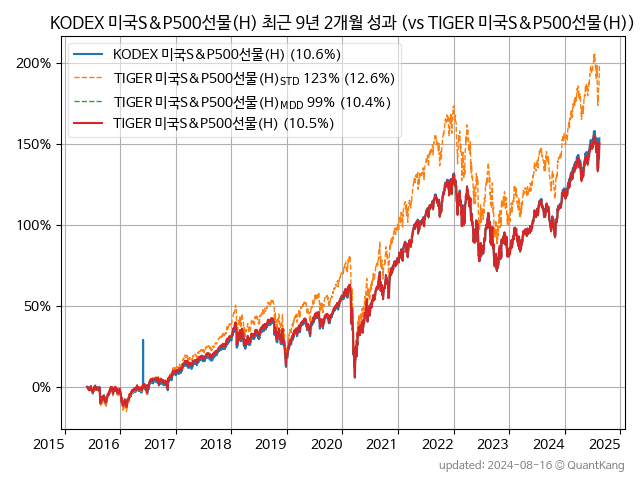 KODEX 미국S&P500선물(H) 최근 9년 2개월 성과 (vs TIGER 미국S&P500선물(H))
KODEX 미국S&P500선물(H) (10.6%)
TIGER 미국S&P500선물(H)STD 123% (12.6%)
TIGER 미국S&P500선물(H)MDD 99% (10.4%)
TIGER 미국S&P500선물(H) (10.5%)
200%
150%
100%
50%
0%
2015 2016 2017 2018 2019 2020 2021 2022 2023 2024 2025
updated: 2024-08-16 © QuantKang